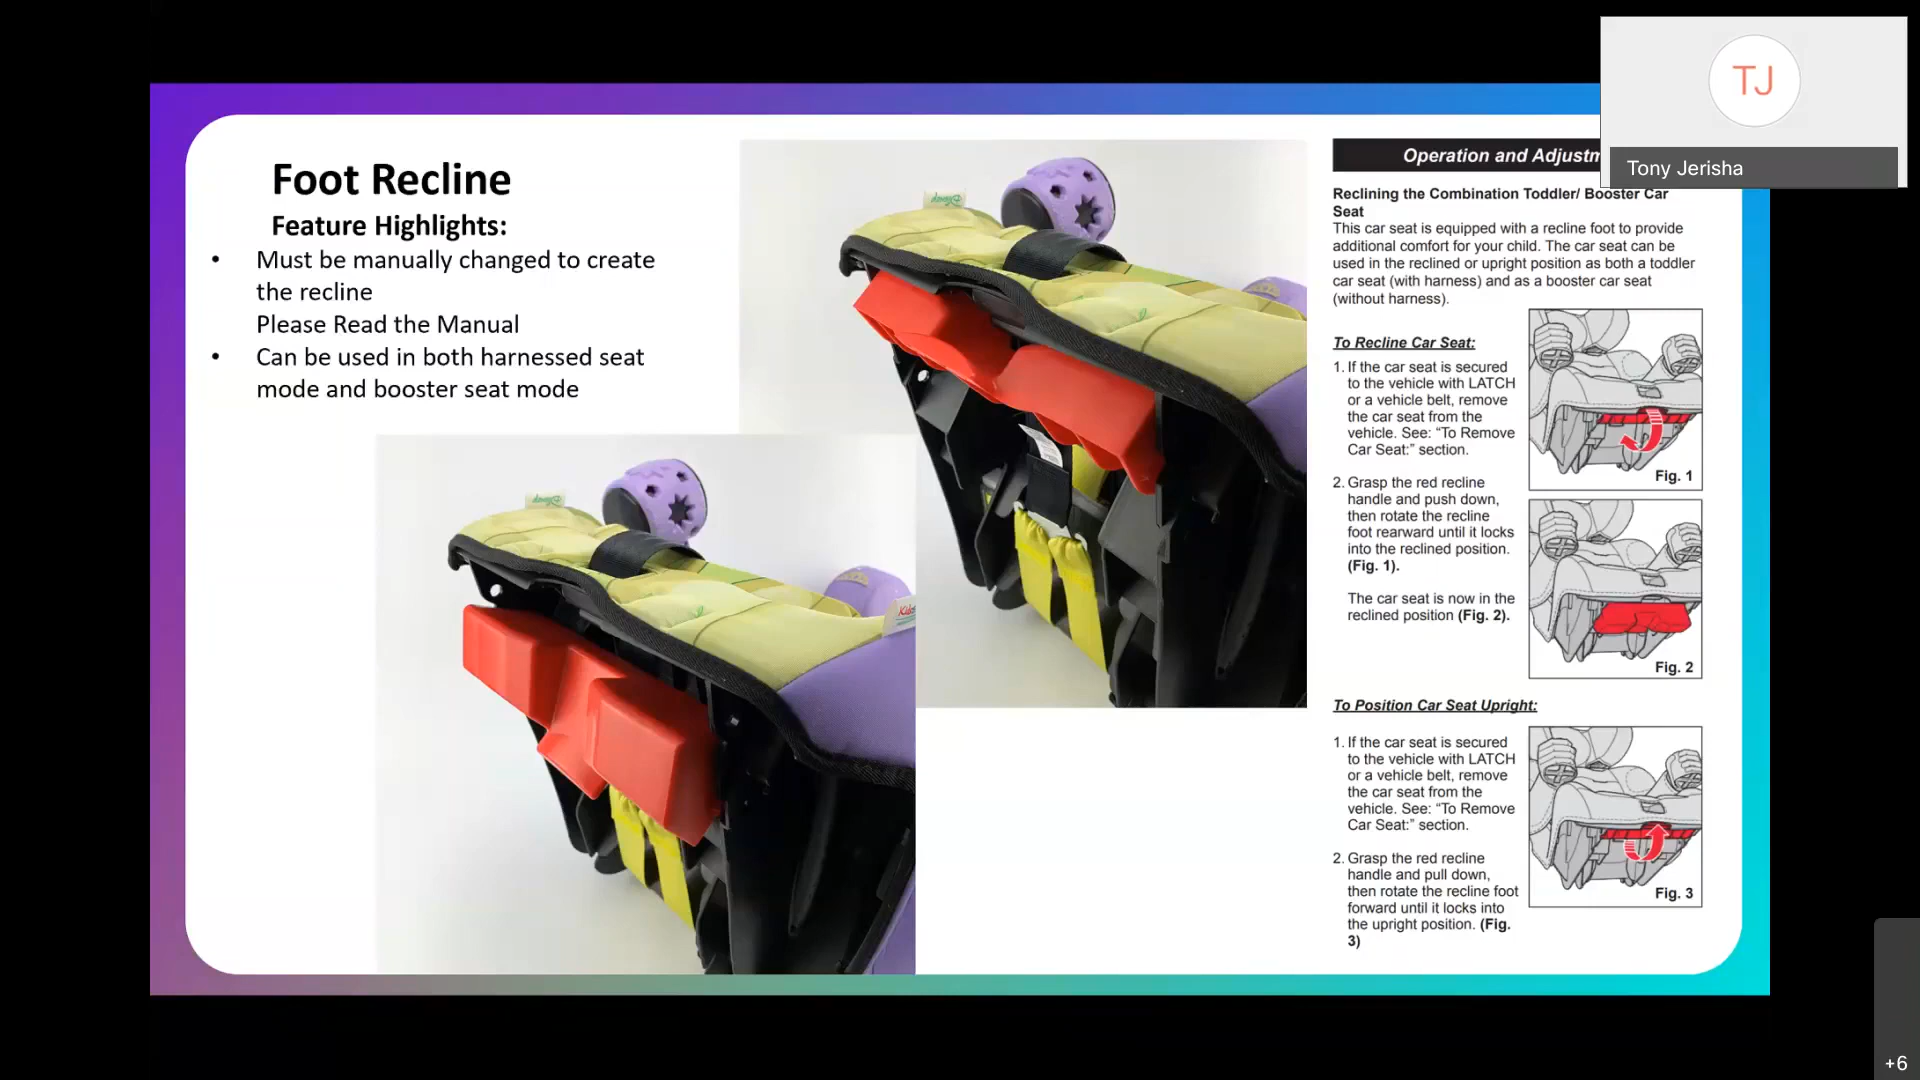 TJ
Tony Jerisha
Foot Recline
Feature Highlights:
• Must be manually changed to create
the recline
Please Read the Manual
• Can be used in both harnessed seat
mode and booster seat
mode and booster seat mode
Disney
Disney
Operation and
Reclining the Combination Toddler/ Booster Car
Seat
This car seat is equipped with a recline foot to provide
additional comfort for your child. The car seat can be
used in the reclined or upright position as both a toddler
car seat (with harness) and as a booster car seat
(without harness).
To Recline Car Seat:
1. If the car seat is secured
to the vehicle with LATCH
or a vehicle belt, remove
the car seat from the
vehicle. See: “To Remove
Car Seat:” section.
2. Grasp the red recline
handle and push down,
then rotate the recline
foot rearward until it locks
into the reclined position.
(Fig. 1).
The car seat is now in the
reclined position (Fig. 2).
Fig. 1
Fig. 2
To Position Car Seat Upright:
1. If the car seat is secured
to the vehicle with LATCH
or a vehicle belt, remove
the car seat from the
vehicle. See: “To Remove
Car Seat:” section.
2. Grasp the red recline
handle and pull down,
then rotate the recline foot
forward until it locks into
the upright position. (Fig.
3)
Fig. 3
+6